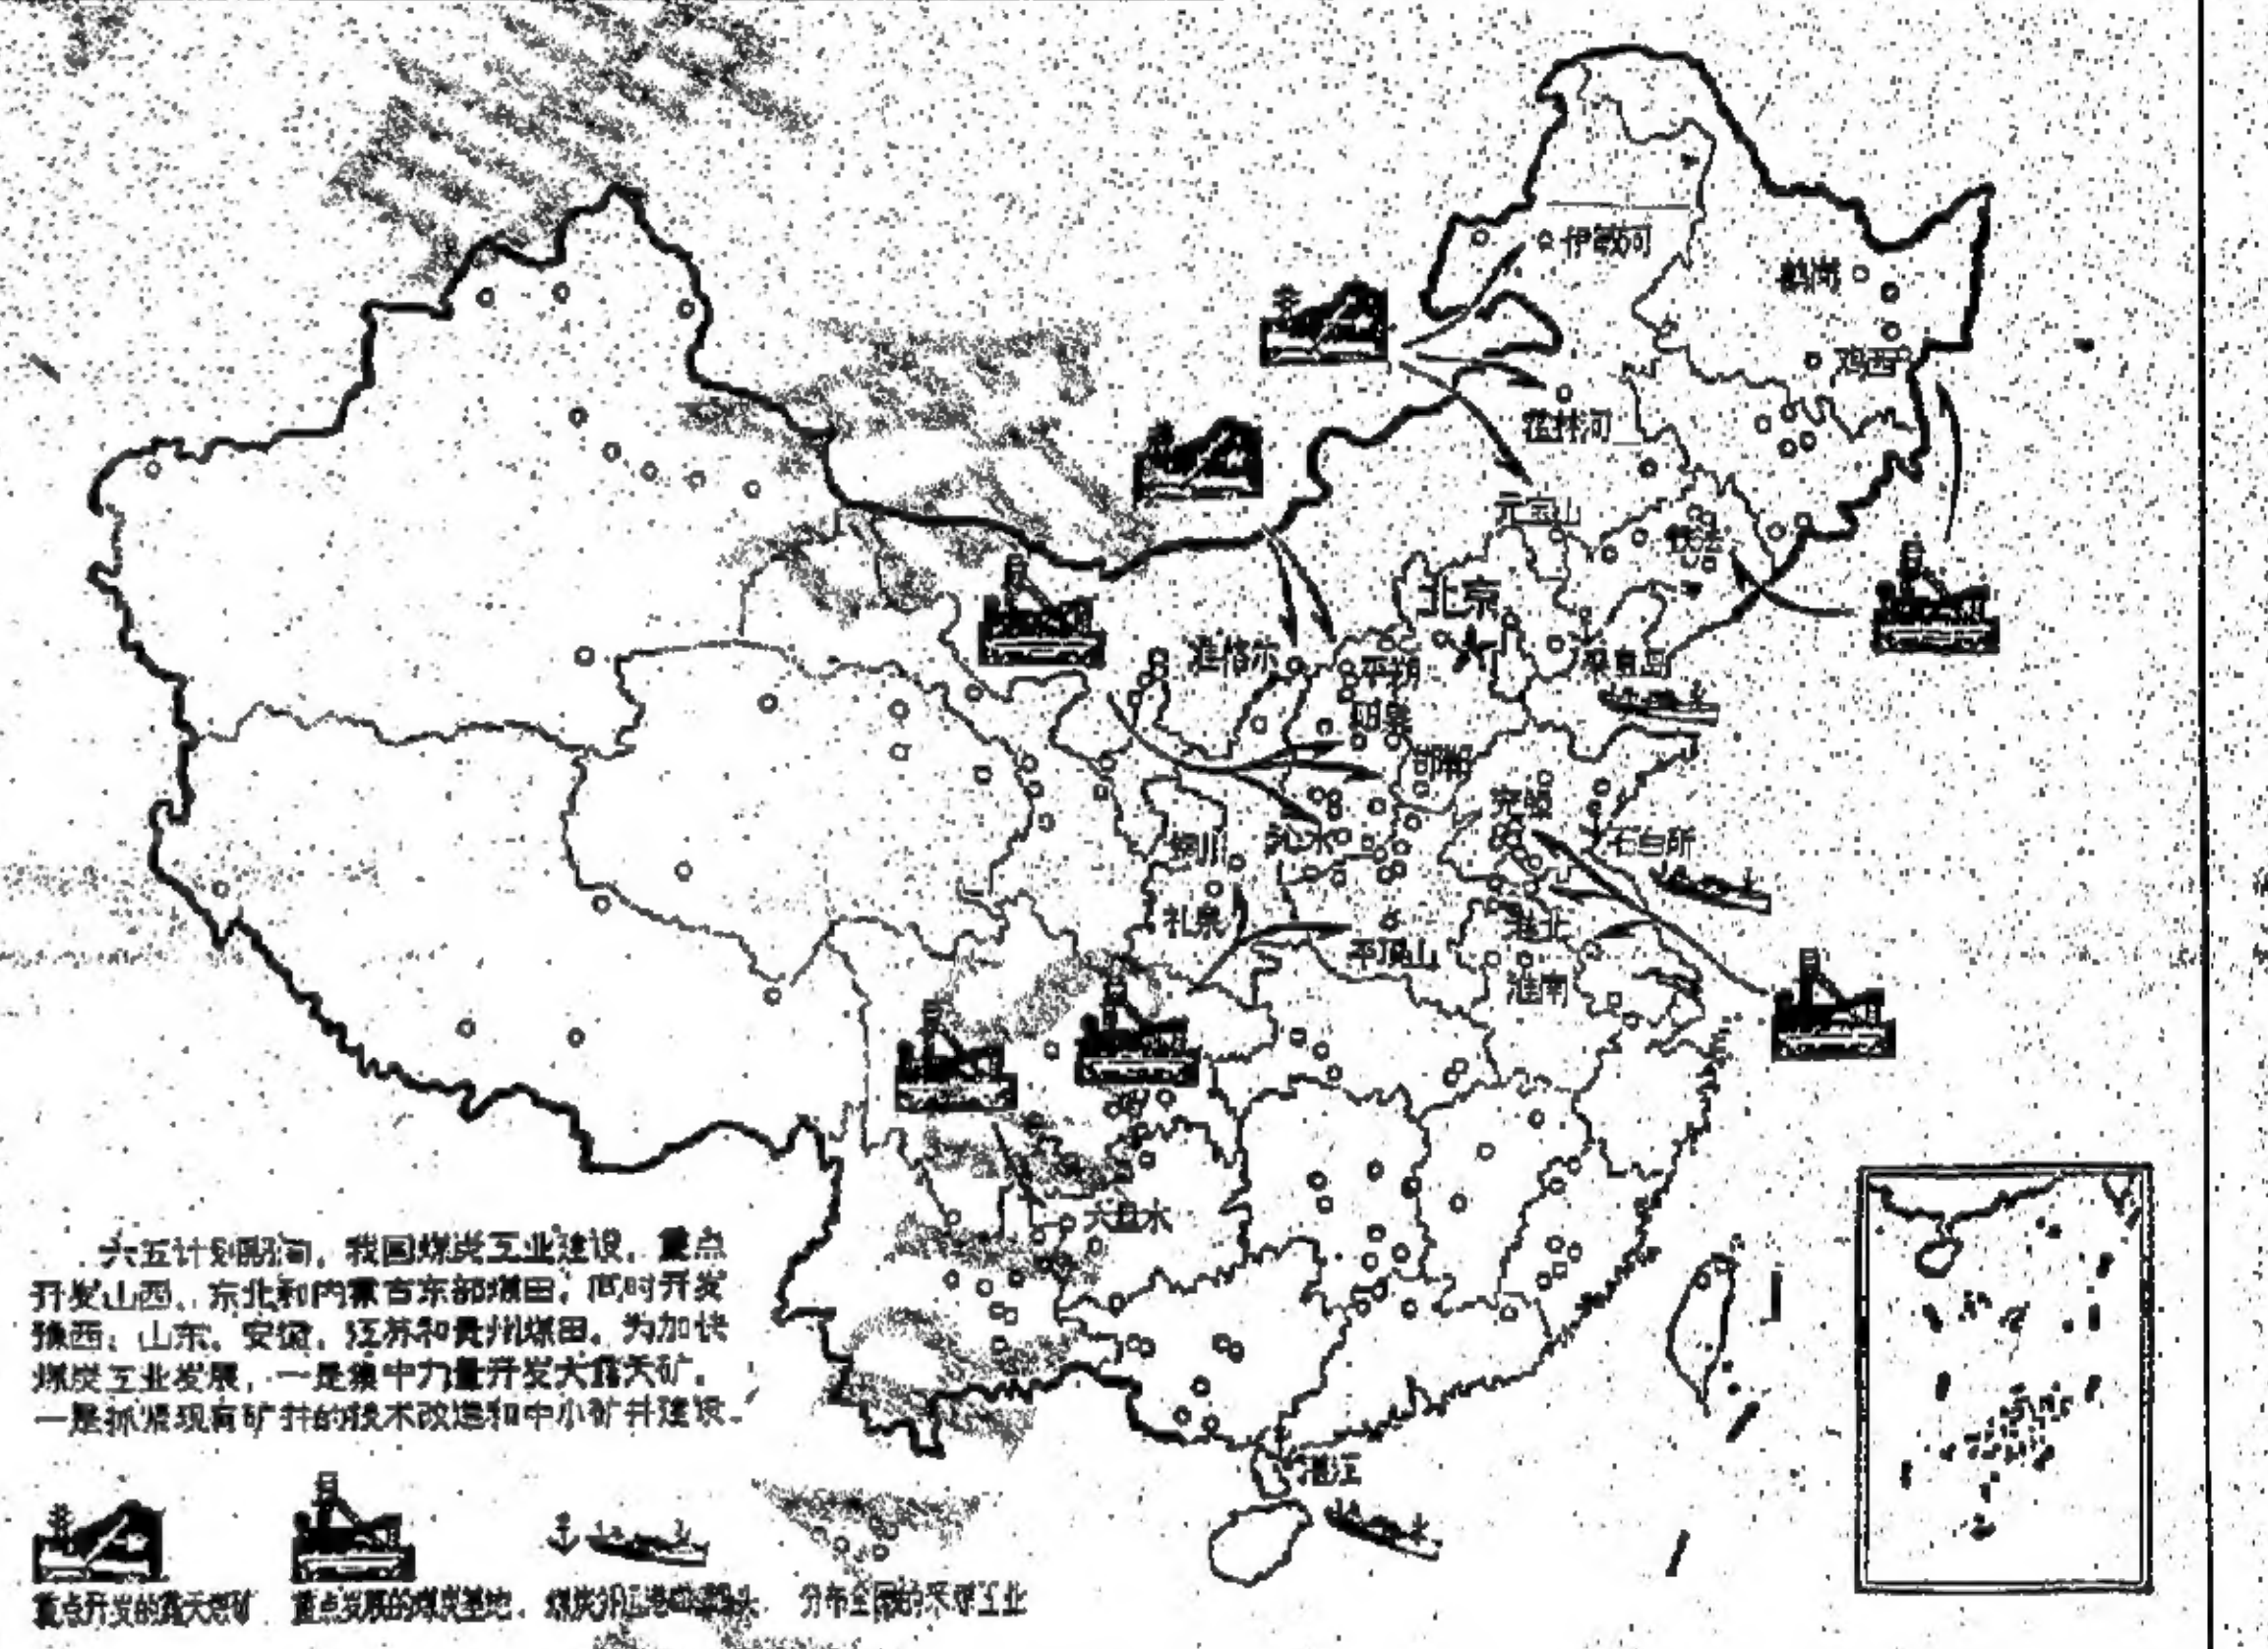 伊敏河
鹤岗
鸡西
霍林河
元宝山
铁法
北京
准格尔
平朔
秦皇岛
阳泉
邯郸
兖
石臼所
铜川
沁水
礼泉
淮北
平顶山
淮南
六盘水
湛江
六五计划期间，我国煤炭工业建设，重点
开发山西、东北和内蒙古东部煤田，同时开发
豫西、山东、安徽、江苏和贵州煤田。为加快
煤炭工业发展，一是集中力量开发大露天矿。
一是抓紧现有矿井的技术改造和中小矿井建设。
重点开发的露天煤矿
重点发展的煤炭基地
煤炭外运港口码头
分布全国的采煤工业